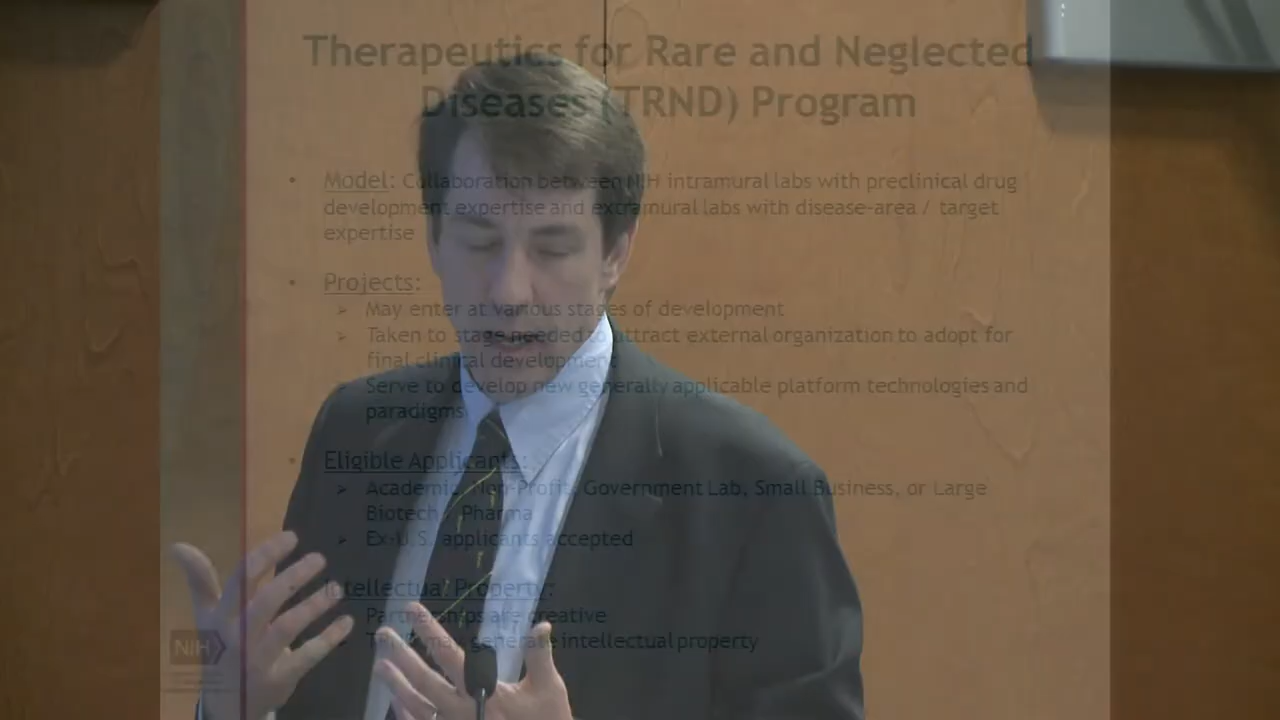 Therapeutics for Rare and Neglected
Diseases (TRND) Program
• Model: Collaboration between NIH intramural labs with preclinical drug
development expertise and extramural labs with disease-area / target
expertise
• Projects:
➢ May enter at various stages of development
➢ Taken to stage needed to attract external organization to adopt for
final clinical development
Serve to develop new generally applicable platform technologies and
paradigms
• Eligible Applicants:
➢ Academic, Non-Profit, Government Lab, Small Business, or Large
Biotech / Pharma
➢ Ex-U.S. applicants accepted
Intellectual Property:
Partnerships are creative
➢ TRND may generate intellectual property
NIH